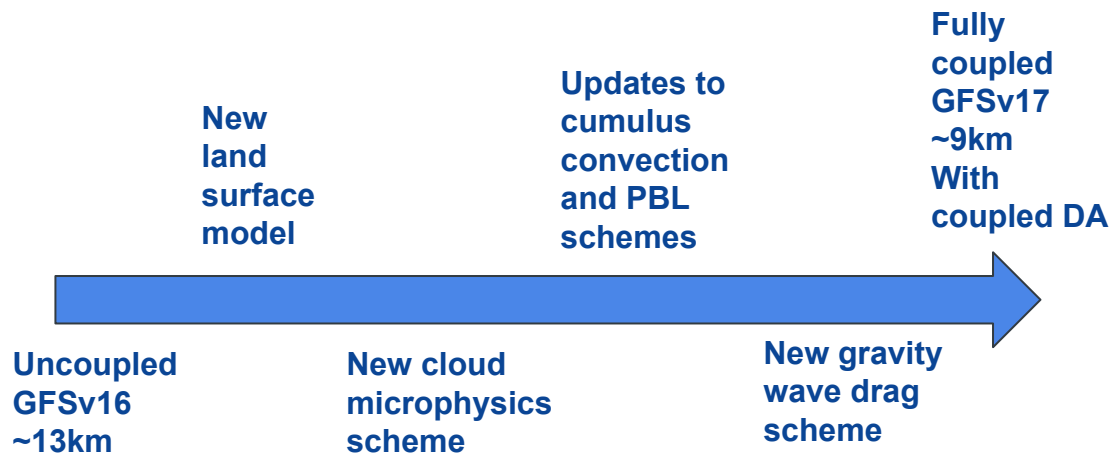 Uncoupled
GFSv16
~13km
New
land
surface
model
New cloud
microphysics
scheme
Updates to
cumulus
convection
and PBL
schemes
New gravity
wave drag
scheme
Fully
coupled
GFSv17
~9km
With
coupled DA